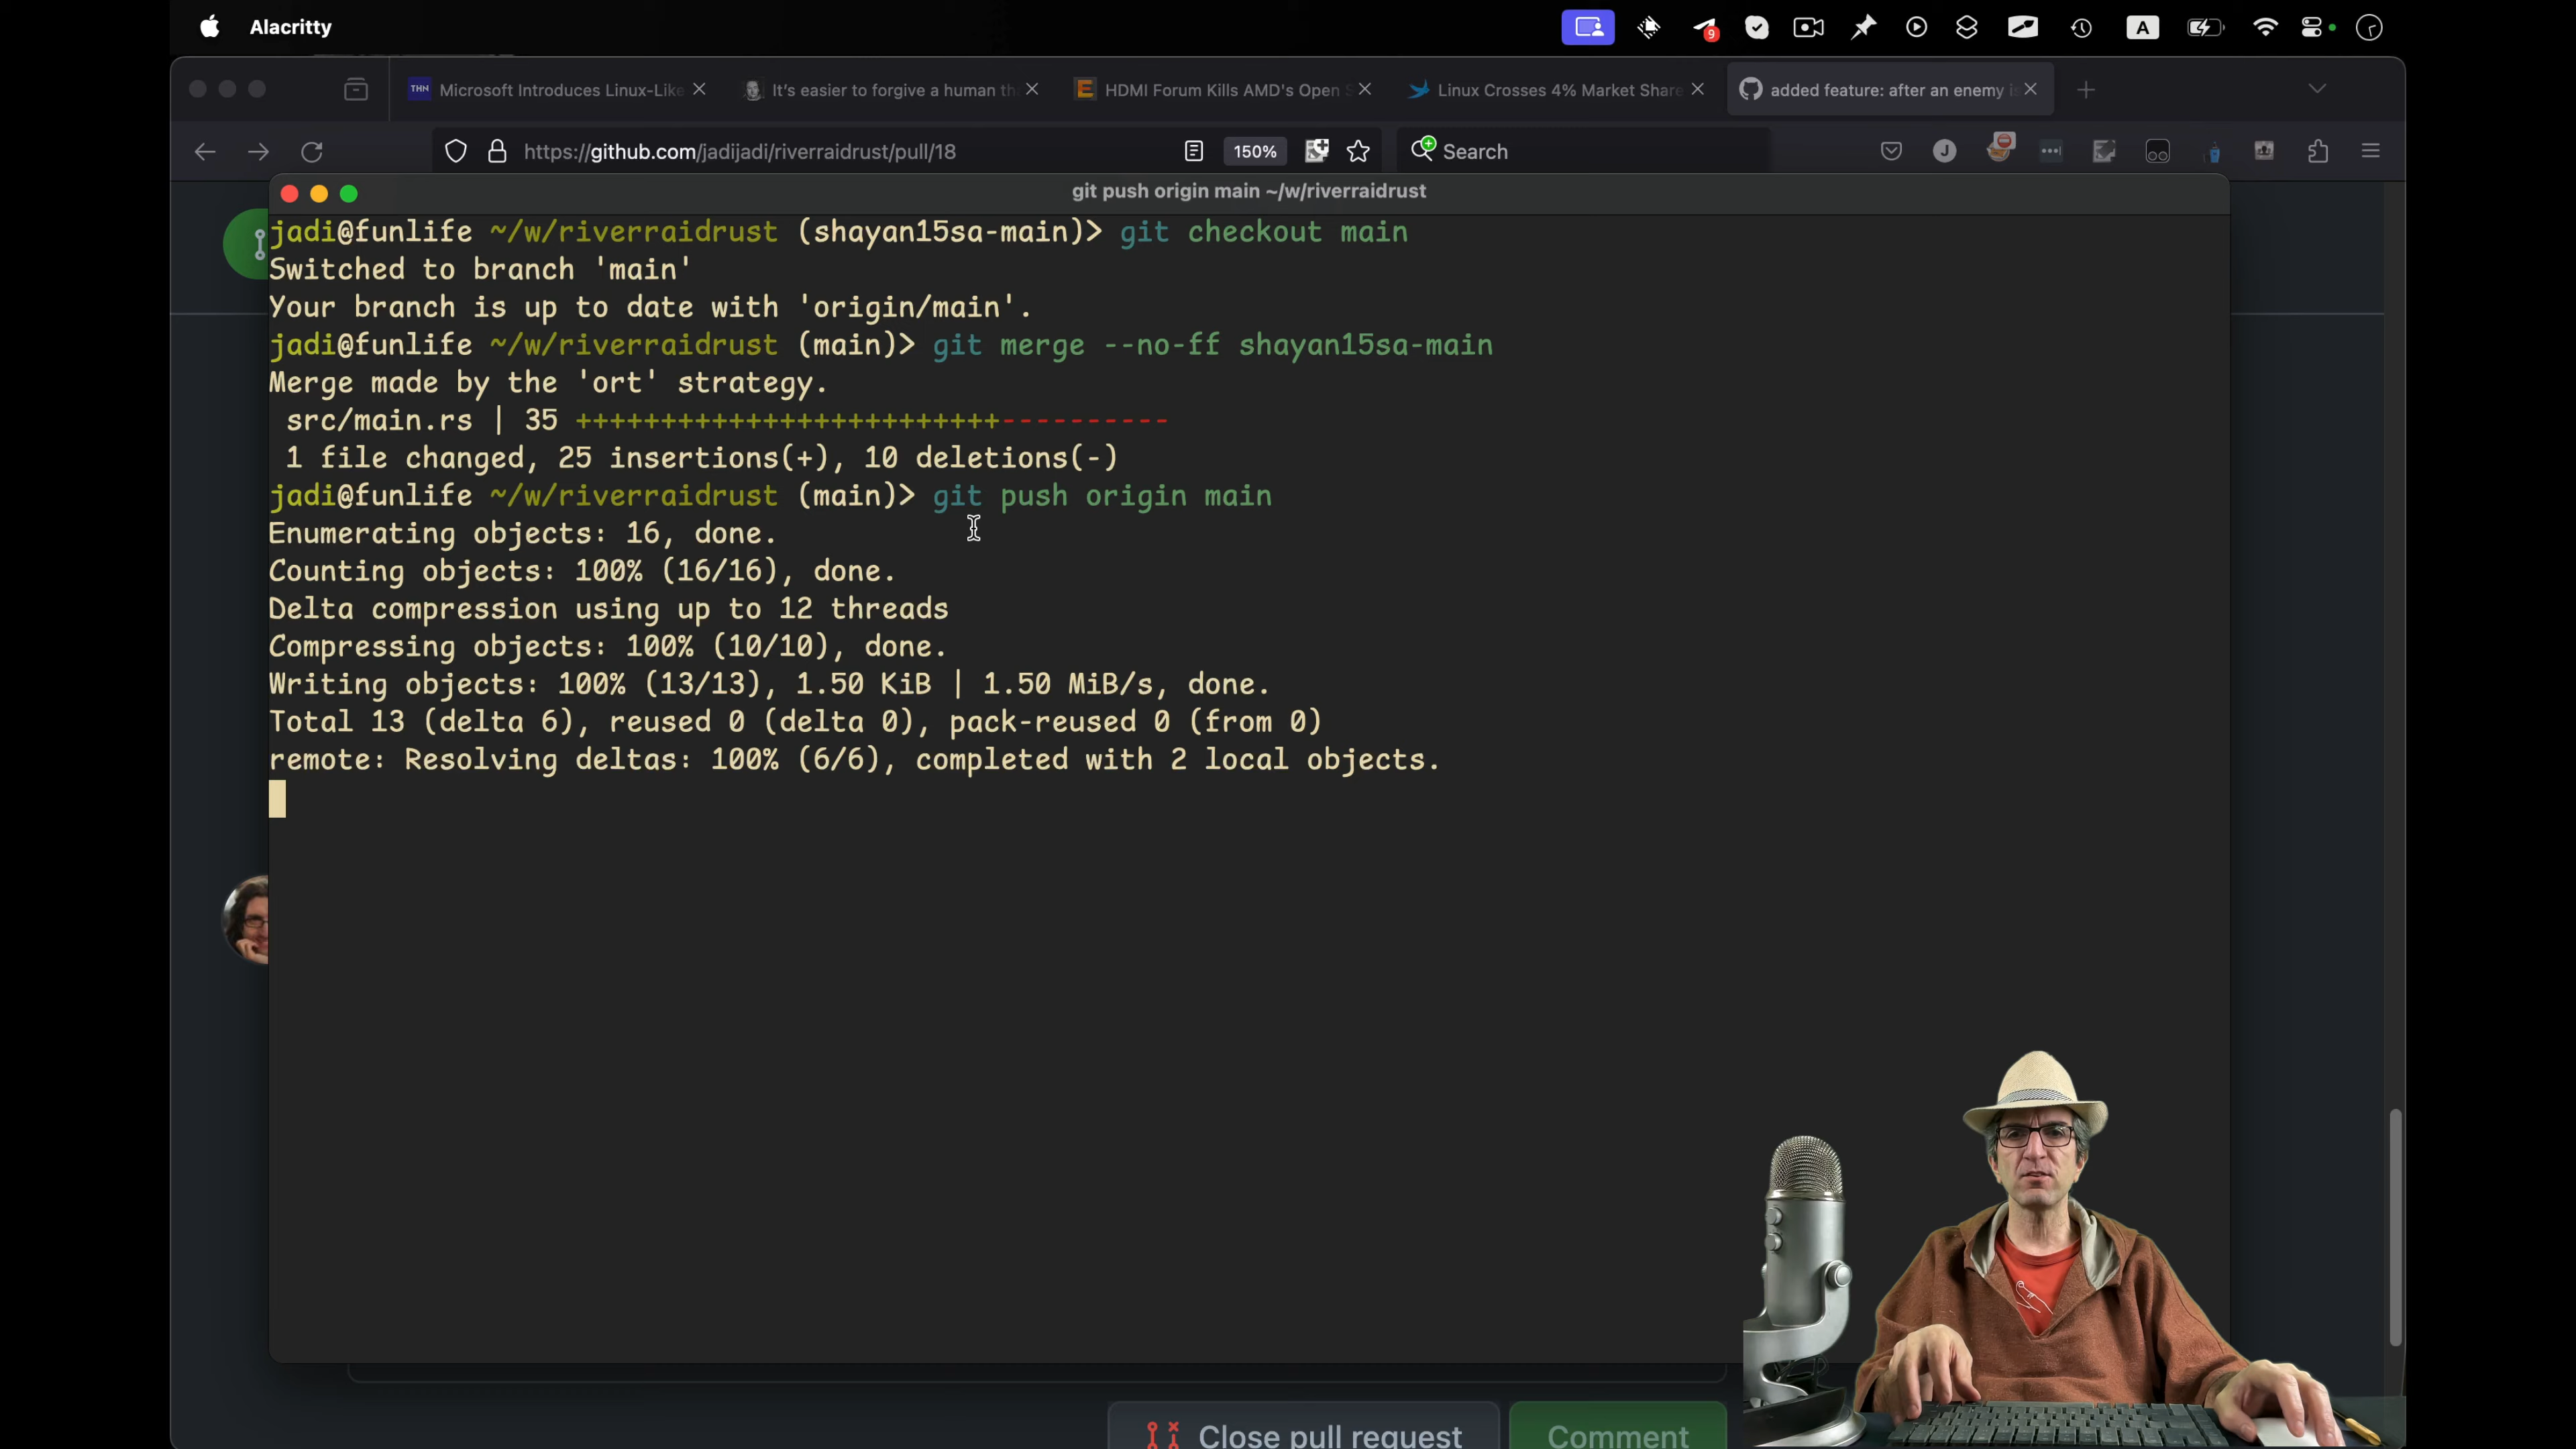 Alacritty
9
A
THN
Microsoft Introduces Linux-Like
It's easier to forgive a human th
E
HDMI Forum Kills AMD's Open S
Linux Crosses 4% Market Share
added feature: after an enemy i
https://github.com/jadijadi/riverraidrust/pull/18
150%
Search
J
git push origin main ~/w/riverraidrust
jadi@funlife ~/w/riverraidrust (shayan15sa-main)> git checkout main
Switched to branch 'main'
Your branch is up to date with 'origin/main'.
jadi@funlife ~/w/riverraidrust (main)> git merge --no-ff shayan15sa-main
Merge made by the 'ort' strategy.
src/main.rs | 35 +++++++++++++++++++++++++----------
1 file changed, 25 insertions(+), 10 deletions(-)
jadi@funlife ~/w/riverraidrust (main)> git push origin main
Enumerating objects: 16, done.
Counting objects: 100% (16/16), done.
Delta compression using up to 12 threads
Compressing objects: 100% (10/10), done.
Writing objects: 100% (13/13), 1.50 KiB | 1.50 MiB/s, done.
Total 13 (delta 6), reused 0 (delta 0), pack-reused 0 (from 0)
remote: Resolving deltas: 100% (6/6), completed with 2 local objects.
Close pull request
Comment